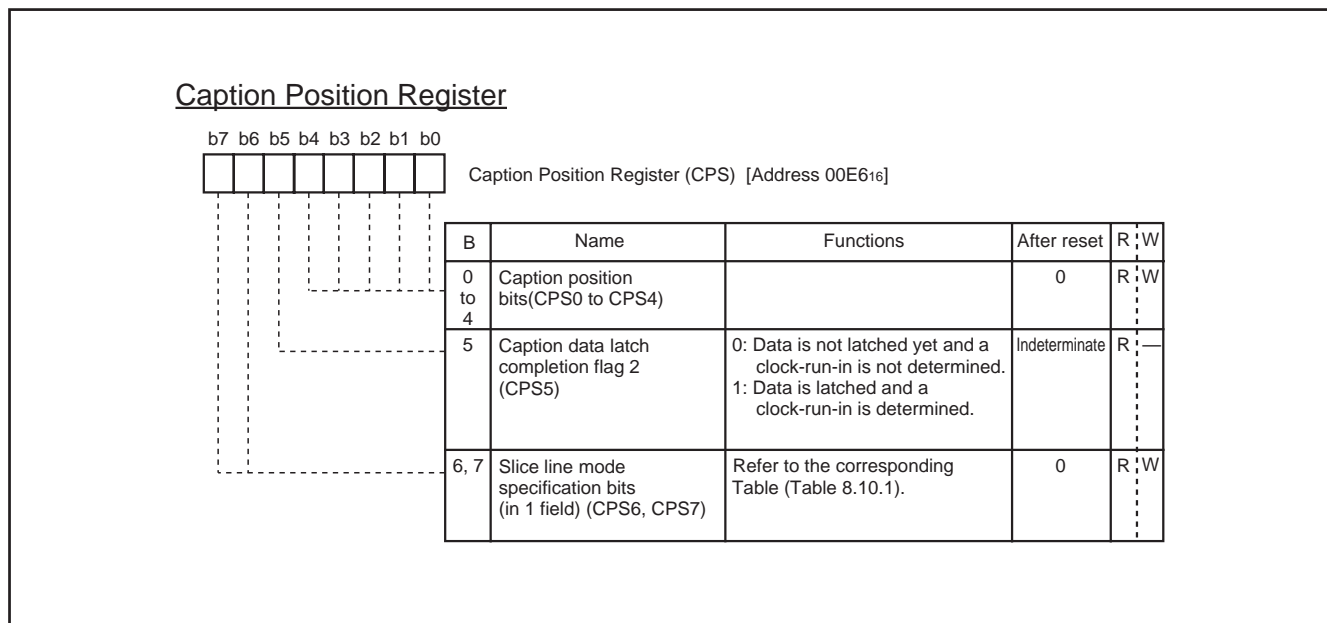 Caption Position Register
b7 b6 b5 b4 b3 b2 b1 b0
Caption Position Register (CPS) [Address 00E616]
B Name Functions After reset R W
0 to 4 Caption position bits(CPS0 to CPS4) 0 R W
5 Caption data latch completion flag 2 (CPS5) 0: Data is not latched yet and a clock-run-in is not determined. 1: Data is latched and a clock-run-in is determined. Indeterminate R —
6, 7 Slice line mode specification bits (in 1 field) (CPS6, CPS7) Refer to the corresponding Table (Table 8.10.1). 0 R W